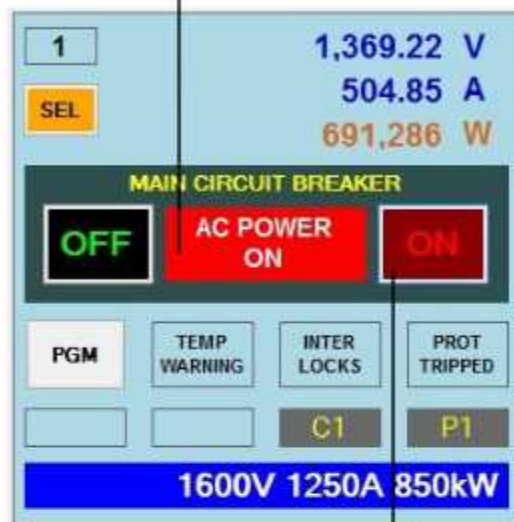 1
1,369.22 V
SEL
504.85 A
691,286 W
MAIN CIRCUIT BREAKER
OFF
AC POWER
ON
ON
PGM
TEMP
WARNING
INTER
LOCKS
PROT
TRIPPED
C1
P1
1600V 1250A 850kW